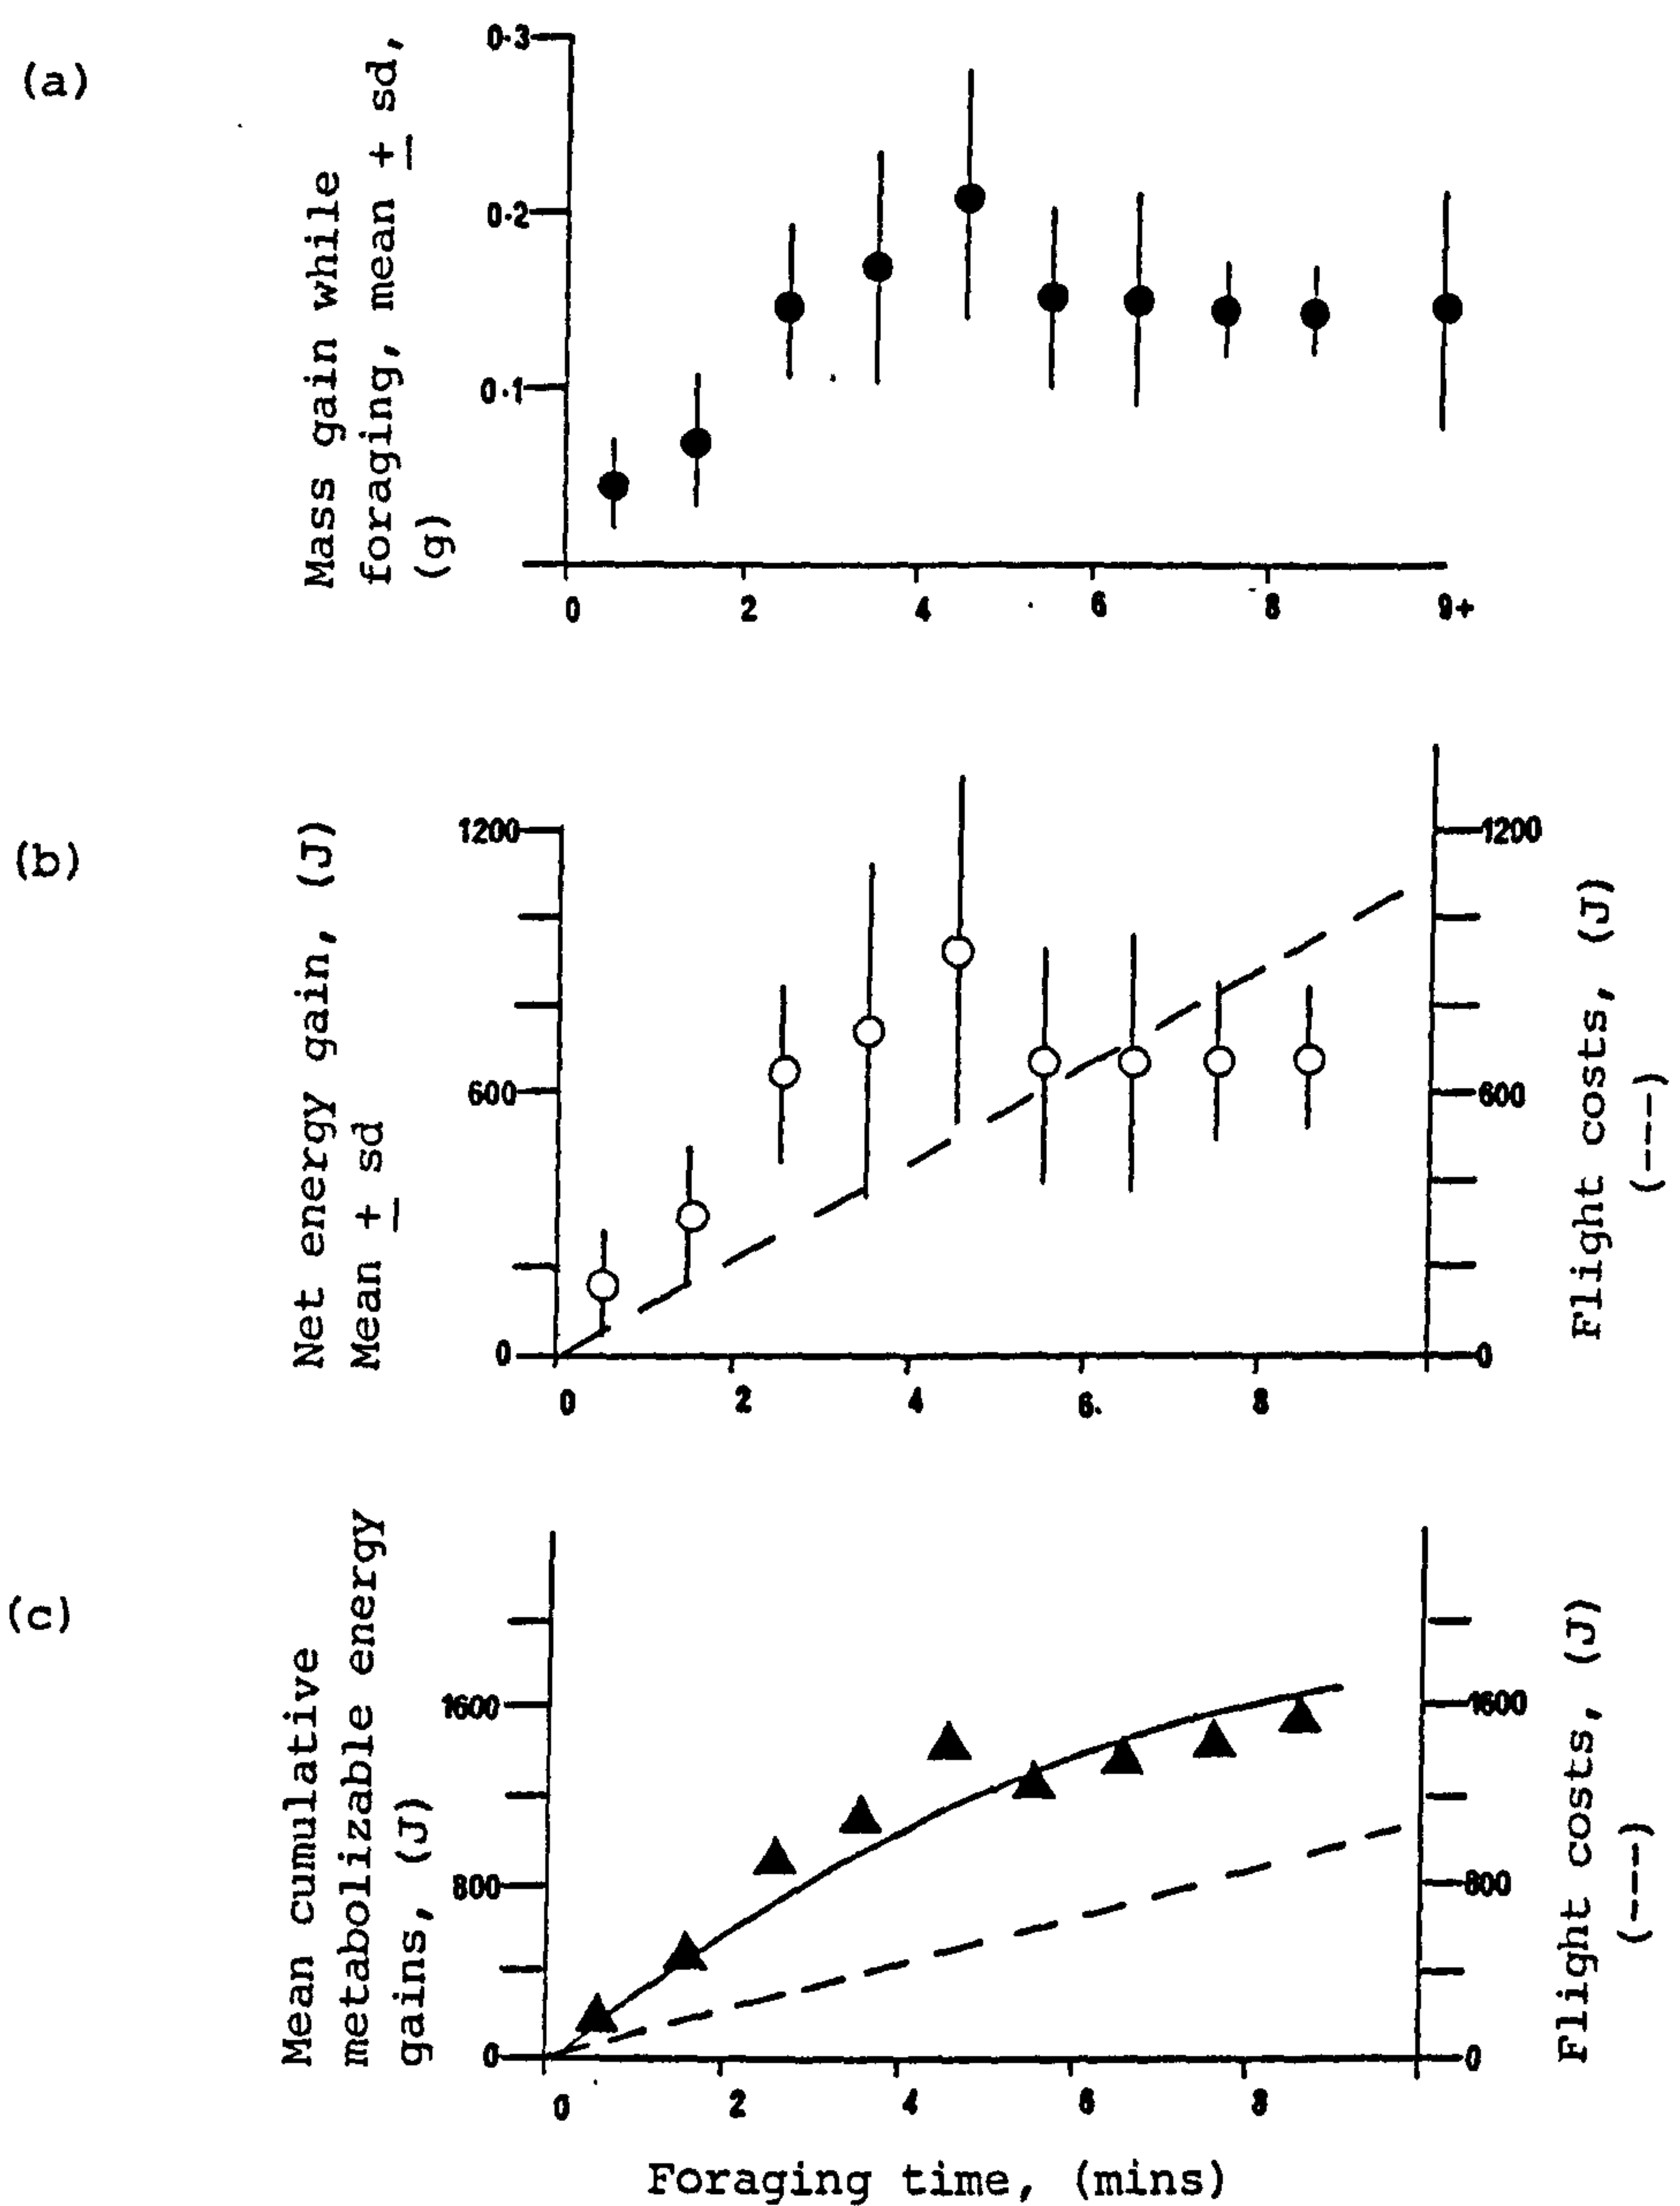 (a)
Mass gain while
foraging, mean ± sd,
(g)
0·3
0·2
0·1
0 2 4 6 8 9+
(b)
Net energy gain, (J)
Mean ± sd
1200
600
0
1200
600
0
Flight costs, (J)
(---)
0 2 4 6. 8
(c)
Mean cumulative
metabolizable energy
gains, (J)
1600
800
0
1600
800
0
Flight costs, (J)
(---)
0 2 4 6 8
Foraging time, (mins)